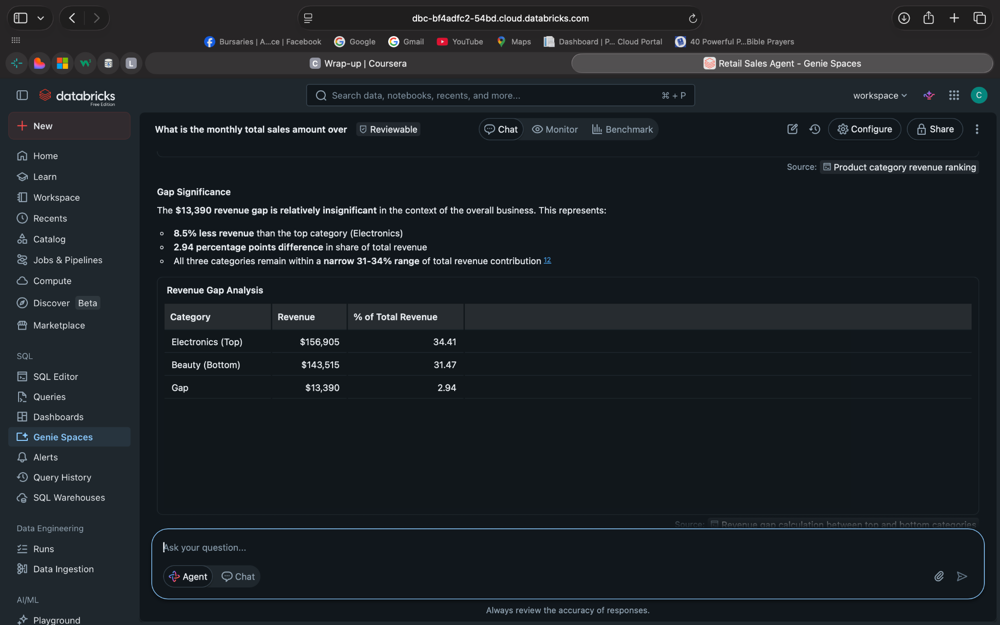 dbc-bf4adfc2-54bd.cloud.databricks.com
Bursaries | A...ce | Facebook
Google
Gmail
YouTube
Maps
Dashboard | P... Cloud Portal
40 Powerful P...Bible Prayers
L
C Wrap-up | Coursera
Retail Sales Agent - Genie Spaces
databricks
Free Edition
Search data, notebooks, recents, and more...
⌘ + P
workspace
C
New
Home
Learn
Workspace
Recents
Catalog
Jobs & Pipelines
Compute
Discover Beta
Marketplace
SQL
SQL Editor
Queries
Dashboards
Genie Spaces
Alerts
Query History
SQL Warehouses
Data Engineering
Runs
Data Ingestion
AI/ML
Playground
What is the monthly total sales amount over
Reviewable
Chat
Monitor
Benchmark
Configure
Share
Source: Product category revenue ranking
Gap Significance
The $13,390 revenue gap is relatively insignificant in the context of the overall business. This represents:
8.5% less revenue than the top category (Electronics)
2.94 percentage points difference in share of total revenue
All three categories remain within a narrow 31-34% range of total revenue contribution 12
Revenue Gap Analysis
Category Revenue % of Total Revenue
Electronics (Top) $156,905 34.41
Beauty (Bottom) $143,515 31.47
Gap $13,390 2.94
Source: Revenue gap calculation between top and bottom categories
Ask your question...
Agent
Chat
Always review the accuracy of responses.